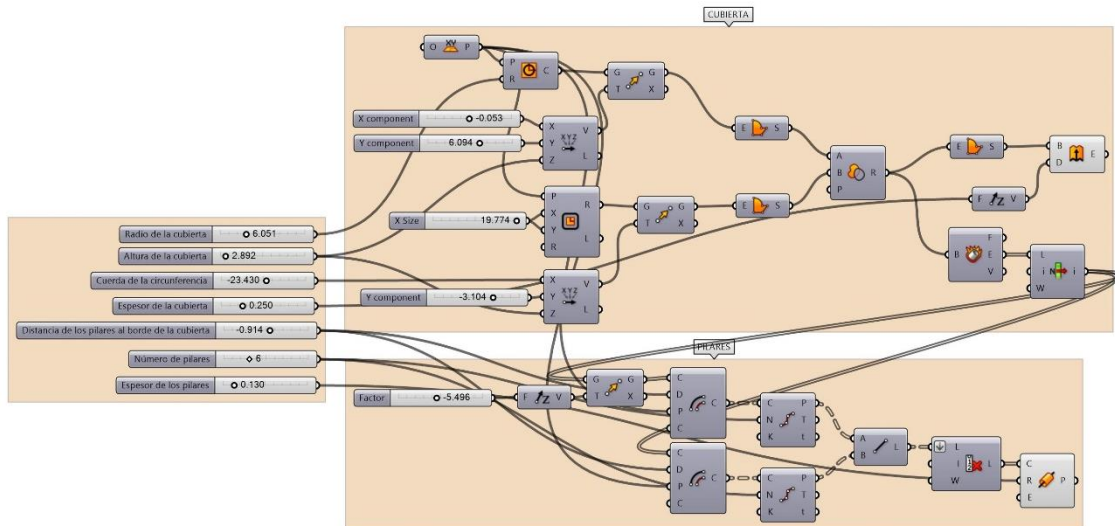 CUBIERTA
O XY P
P R C
G T G X
X component -0.053
Y component 6.094
X Y Z XYZ V L
E S
A B P R
E S
B D E
P X Y R R L
X Size 19.774
G T G X
E S
F Z V
Radio de la cubierta 6.051
Altura de la cubierta 2.892
Cuerda de la circunferencia -23.430
Espesor de la cubierta 0.250
Distancia de los pilares al borde de la cubierta -0.914
Número de pilares 6
Espesor de los pilares 0.130
X Y Z XYZ V L
Y component -3.104
B F E V
L i W N i
PILARES
Factor -5.496
F Z V
G T G X
C D P C C
C N K P T t
A B L
L I W L
C R E P
C D P C C
C N K P T t